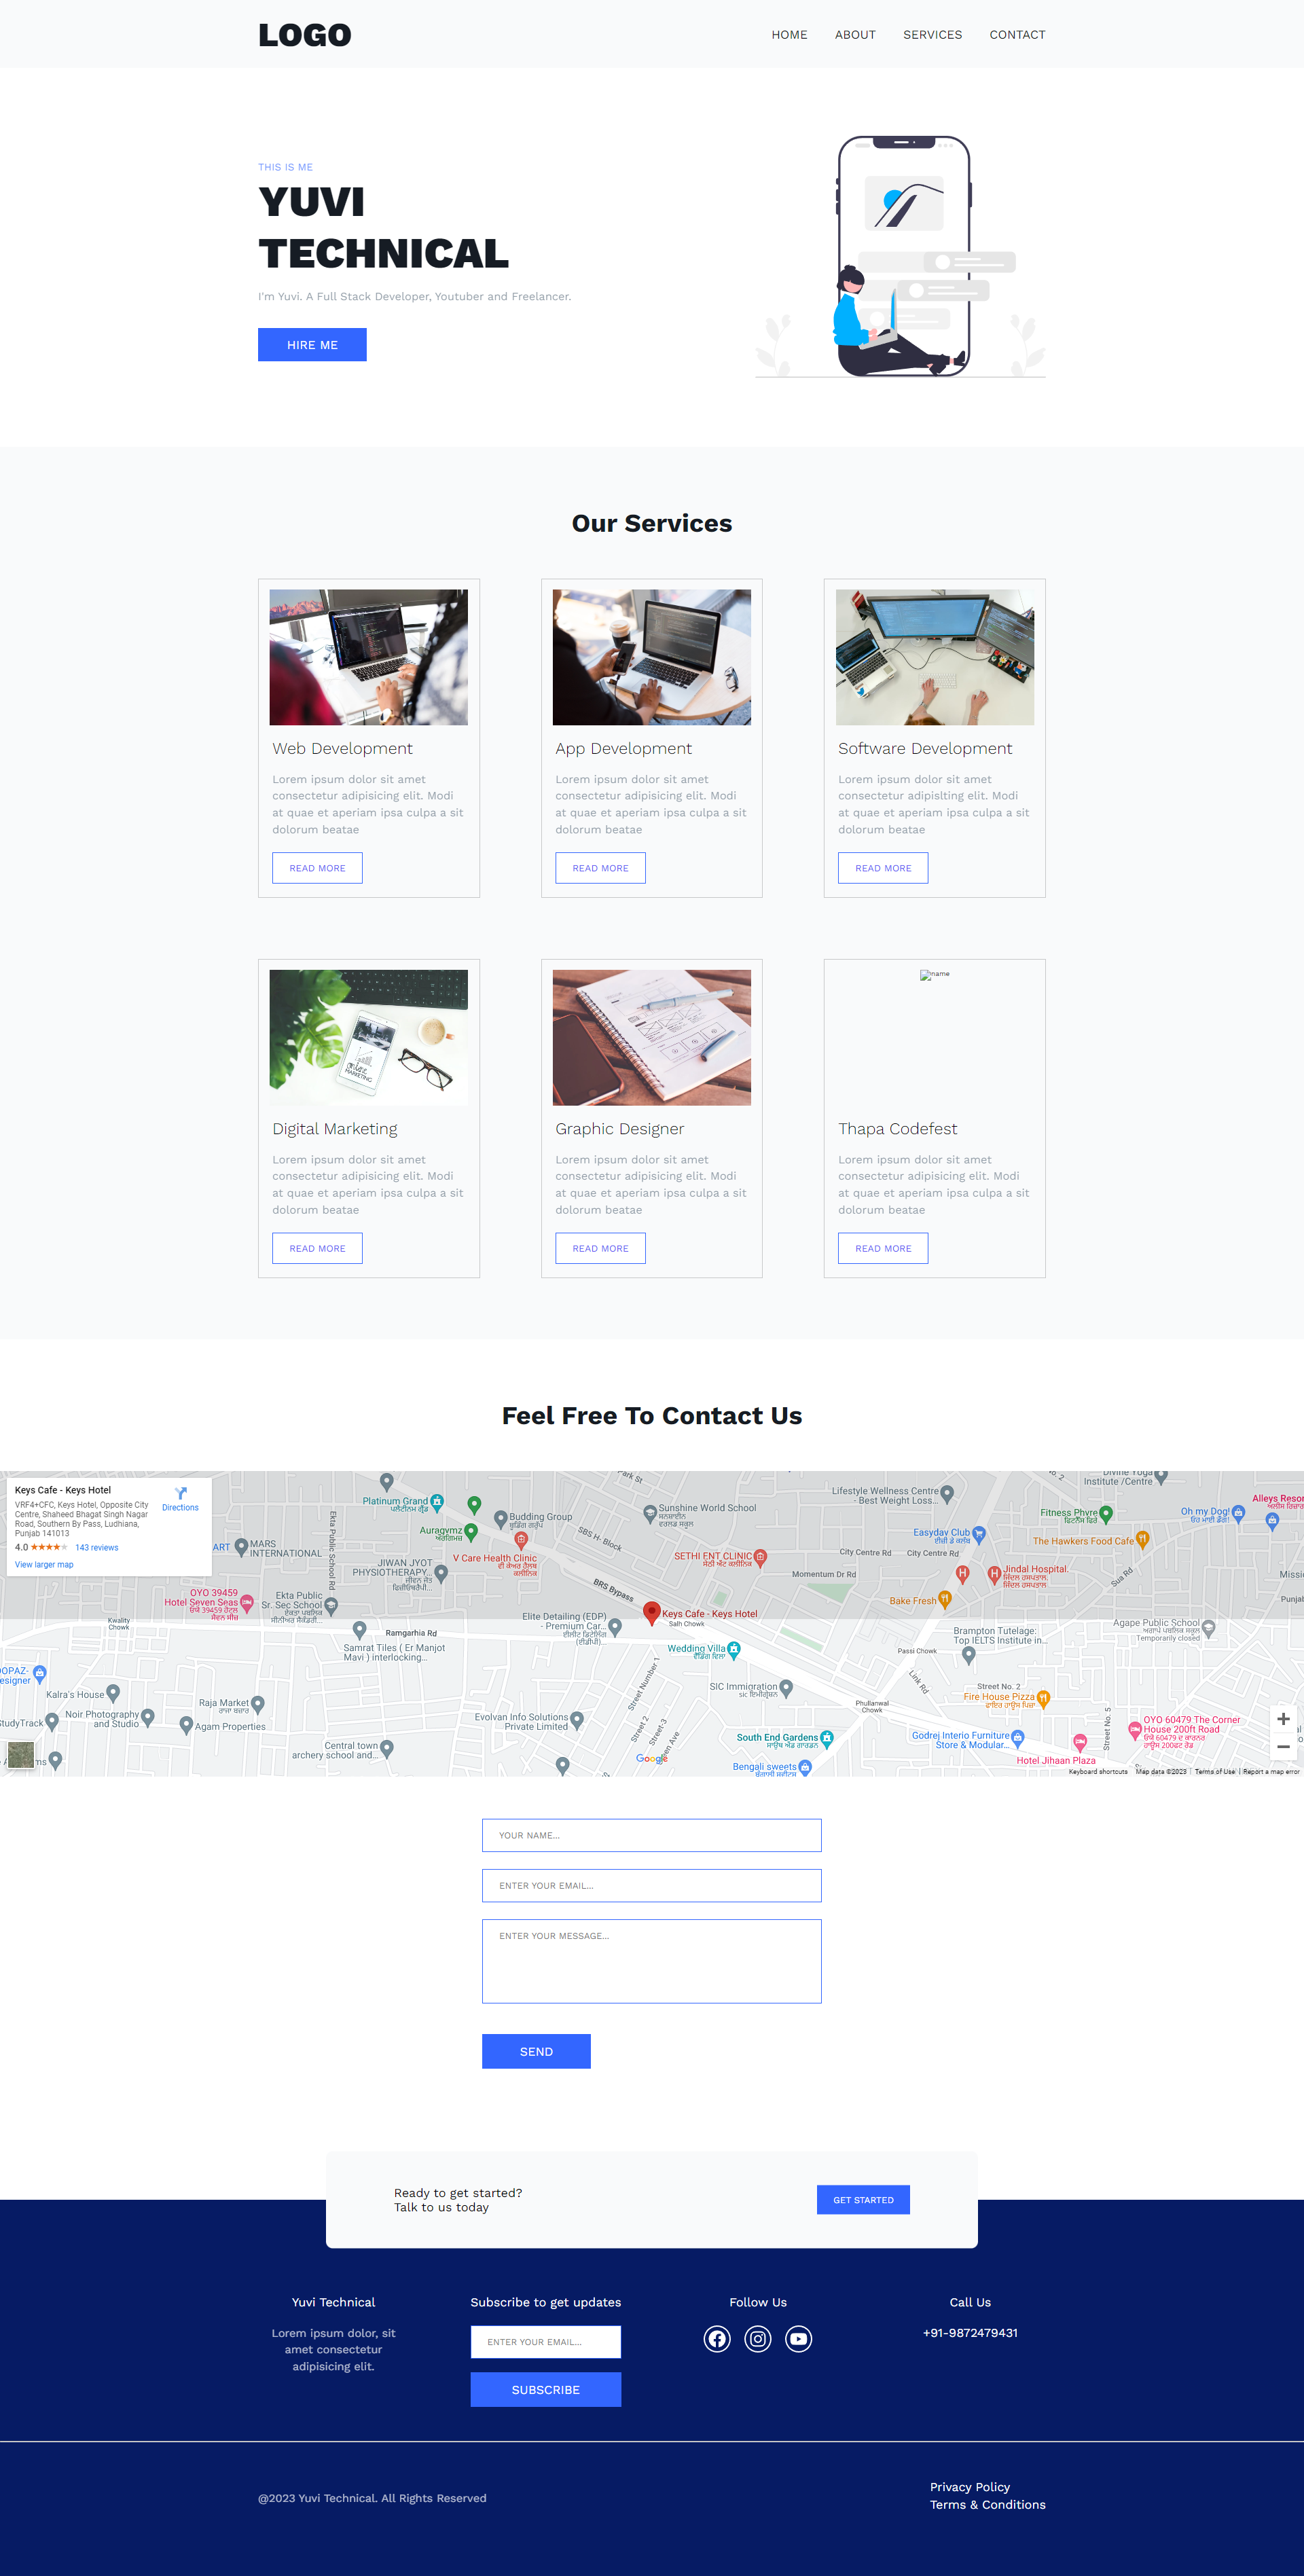 LOGO
HOME ABOUT SERVICES CONTACT
THIS IS ME
YUVI
TECHNICAL
I'm Yuvi. A Full Stack Developer, Youtuber and Freelancer.
HIRE ME
Our Services
Web Development
Lorem ipsum dolor sit amet
consectetur adipisicing elit. Modi
at quae et aperiam ipsa culpa a sit
dolorum beatae
READ MORE
App Development
Lorem ipsum dolor sit amet
consectetur adipisicing elit. Modi
at quae et aperiam ipsa culpa a sit
dolorum beatae
READ MORE
Software Development
Lorem ipsum dolor sit amet
consectetur adipislting elit. Modi
at quae et aperiam ipsa culpa a sit
dolorum beatae
READ MORE
Digital Marketing
Lorem ipsum dolor sit amet
consectetur adipisicing elit. Modi
at quae et aperiam ipsa culpa a sit
dolorum beatae
READ MORE
Graphic Designer
Lorem ipsum dolor sit amet
consectetur adipisicing elit. Modi
at quae et aperiam ipsa culpa a sit
dolorum beatae
READ MORE
name
Thapa Codefest
Lorem ipsum dolor sit amet
consectetur adipisicing elit. Modi
at quae et aperiam ipsa culpa a sit
dolorum beatae
READ MORE
Feel Free To Contact Us
Keys Cafe - Keys Hotel
VRF4+CFC, Keys Hotel, Opposite City
Centre, Shaheed Bhagat Singh Nagar
Road, Southern By Pass, Ludhiana,
Punjab 141013
4.0 143 reviews
View larger map
Directions
Platinum Grand
Auragymz
Budding Group
Sunshine World School
Lifestyle Wellness Centre
- Best Weight Loss...
Divine Yoga
Institute /Centre
Fitness Phyre
Oh my Dog!
Alleys Resor
MARS
INTERNATIONAL
Ekta Public School Rd
JIWAN JYOT
PHYSIOTHERAPY...
V Care Health Clinic
SBS H- Block
SETHI ENT CLINIC
Easyday Club
City Centre Rd
City Centre Rd
The Hawkers Food Cafe
Momentum Dr Rd
Jindal Hospital.
Sua Rd
OYO 39459
Hotel Seven Seas
Ekta Public
Sr. Sec School
BRS Bypass
Bake Fresh
Keys Cafe - Keys Hotel
Salh Chowk
Kwality
Chowk
Ramgarhia Rd
Elite Detailing (EDP)
- Premium Car...
Samrat Tiles ( Er Manjot
Mavi ) interlocking...
Wedding Villa
Passi Chowk
Brampton Tutelage:
Top IELTS Institute in...
Agape Public School
Temporarily closed
Kalra's House
Raja Market
Noir Photography
and Studio
Agam Properties
StudyTrack
Street Number 1
SIC Immigration
Link Rd
Street No. 2
Fire House Pizza
Phullanwal
Chowk
Evolvan Info Solutions
Private Limited
Street 2
Street-3
South End Gardens
Godrej Interio Furniture
Store & Modular...
Street No. 5
OYO 60479 The Corner
House 200ft Road
Hotel Jihaan Plaza
Central town
archery school and...
Bengali sweets
Google
Keyboard shortcuts Map data ©2023 Terms of Use Report a map error
YOUR NAME...
ENTER YOUR EMAIL...
ENTER YOUR MESSAGE...
SEND
Ready to get started?
Talk to us today
GET STARTED
Yuvi Technical
Lorem ipsum dolor, sit
amet consectetur
adipisicing elit.
Subscribe to get updates
ENTER YOUR EMAIL...
SUBSCRIBE
Follow Us
Call Us
+91-9872479431
@2023 Yuvi Technical. All Rights Reserved
Privacy Policy
Terms & Conditions